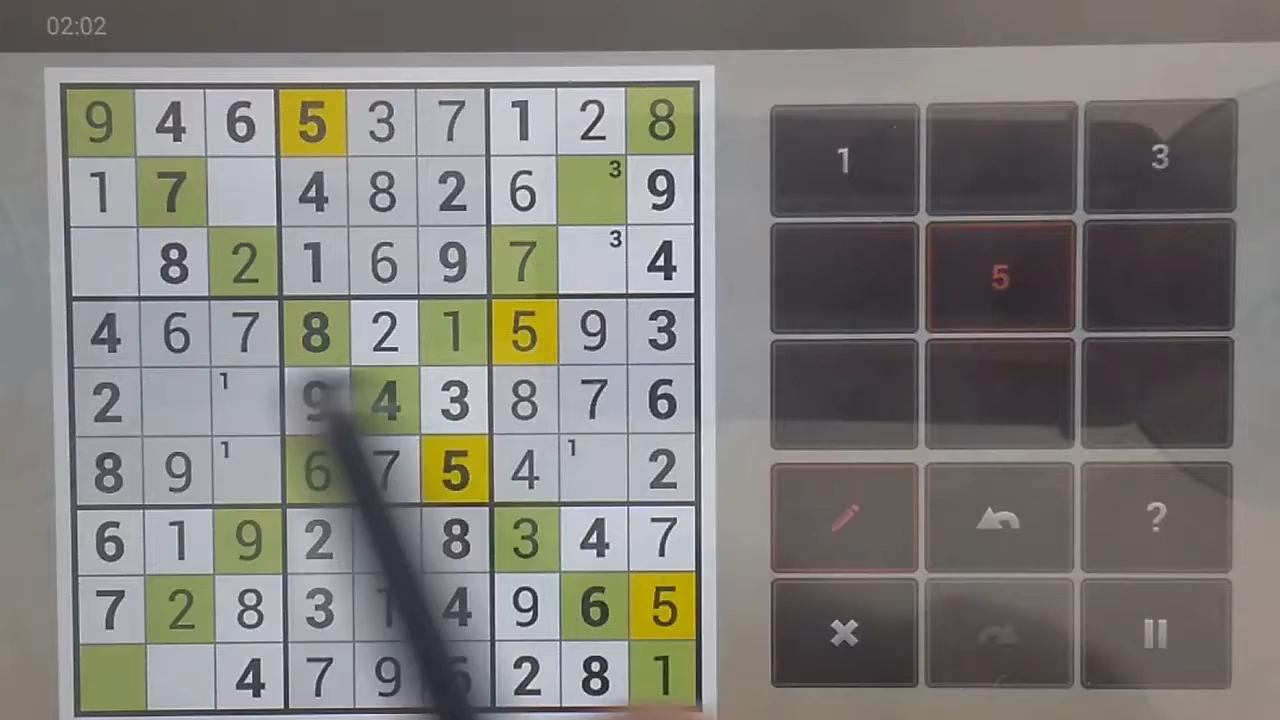 02:02
9 4 6 5 3 7 1 2 8
1 7 4 8 2 6 3 9
8 2 1 6 9 7 3 4
4 6 7 8 2 1 5 9 3
2 1 9 4 3 8 7 6
8 9 1 6 7 5 4 1 2
6 1 9 2 8 3 4 7
7 2 8 3 1 4 9 6 5
4 7 9 2 8 1
1 3
5
?